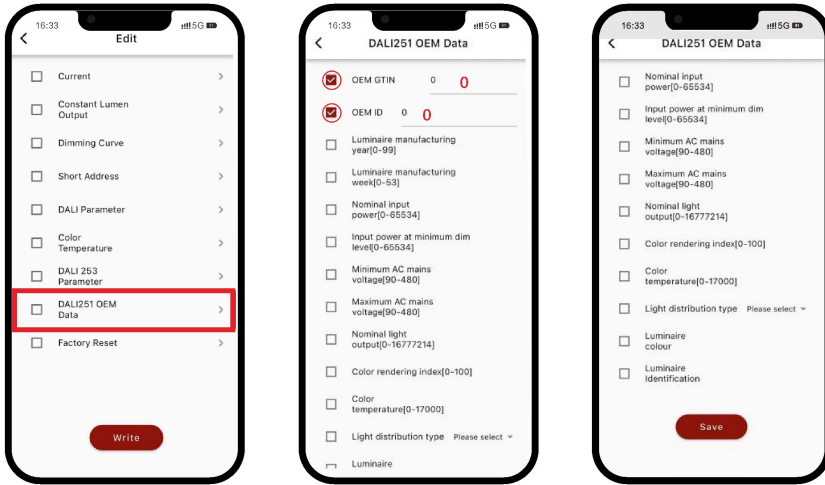 16:33
5G
Edit
Current
Constant Lumen
Output
Dimming Curve
Short Address
DALI Parameter
Color
Temperature
DALI 253
Parameter
DALI251 OEM
Data
Factory Reset
Write
16:33
5G
DALI251 OEM Data
OEM GTIN 0 0
OEM ID 0 0
Luminaire manufacturing
year[0-99]
Luminaire manufacturing
week[0-53]
Nominal input
power[0-65534]
Input power at minimum dim
level[0-65534]
Minimum AC mains
voltage[90-480]
Maximum AC mains
voltage[90-480]
Nominal light
output[0-16777214]
Color rendering index[0-100]
Color
temperature[0-17000]
Light distribution type Please select
Luminaire
16:33
5G
DALI251 OEM Data
Nominal input
power[0-65534]
Input power at minimum dim
level[0-65534]
Minimum AC mains
voltage[90-480]
Maximum AC mains
voltage[90-480]
Nominal light
output[0-16777214]
Color rendering index[0-100]
Color
temperature[0-17000]
Light distribution type Please select
Luminaire
colour
Luminaire
Identification
Save